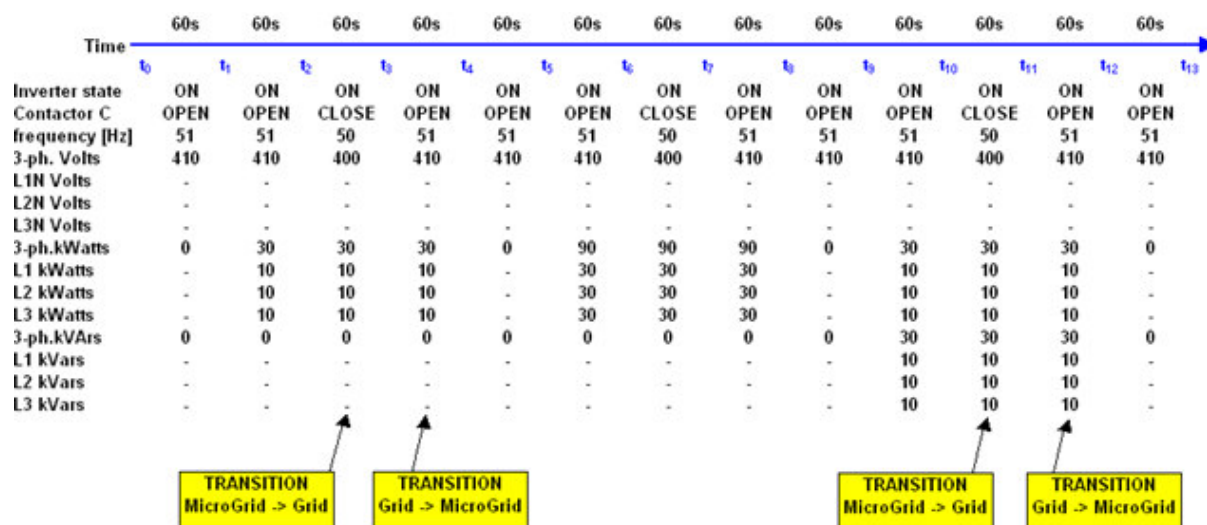 60s 60s 60s 60s 60s 60s 60s 60s 60s 60s 60s 60s 60s
Time
t0 t1 t2 t3 t4 t5 t6 t7 t8 t9 t10 t11 t12 t13
Inverter state ON ON ON ON ON ON ON ON ON ON ON ON ON
Contactor C OPEN OPEN CLOSE OPEN OPEN OPEN CLOSE OPEN OPEN OPEN CLOSE OPEN OPEN
frequency [Hz] 51 51 50 51 51 51 50 51 51 51 50 51 51
3-ph. Volts 410 410 400 410 410 410 400 410 410 410 400 410 410
L1N Volts - - - - - - - - - - - - -
L2N Volts - - - - - - - - - - - - -
L3N Volts - - - - - - - - - - - - -
3-ph.kWatts 0 30 30 30 0 90 90 90 0 30 30 30 0
L1 kWatts - 10 10 10 - 30 30 30 - 10 10 10 -
L2 kWatts - 10 10 10 - 30 30 30 - 10 10 10 -
L3 kWatts - 10 10 10 - 30 30 30 - 10 10 10 -
3-ph.kVArs 0 0 0 0 0 0 0 0 0 30 30 30 0
L1 kVars - - - - - - - - - 10 10 10 -
L2 kVars - - - - - - - - - 10 10 10 -
L3 kVars - - - - - - - - - 10 10 10 -
TRANSITION
MicroGrid -> Grid
TRANSITION
Grid -> MicroGrid
TRANSITION
MicroGrid -> Grid
TRANSITION
Grid -> MicroGrid